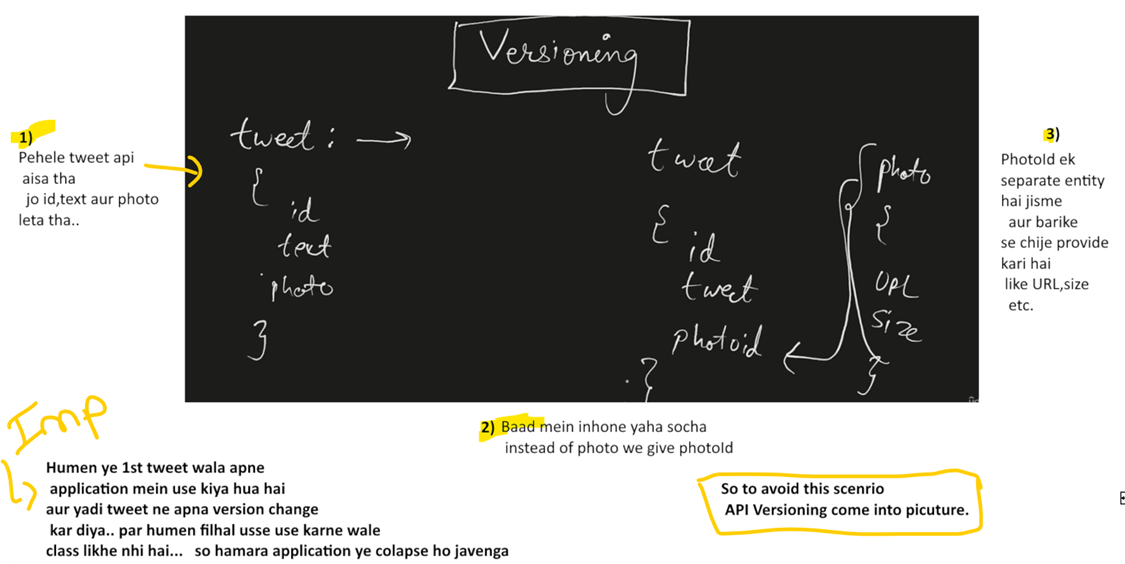 Versioning
1)
Pehele tweet api
aisa tha
jo id,text aur photo
leta tha..
tweet : →
{
id
text
photo
}
tweet
{
id
tweet
photoid
}
photo
{
URL
size
}
3)
PhotoId ek
separate entity
hai jisme
aur barike
se chije provide
kari hai
like URL,size
etc.
2) Baad mein inhone yaha socha
instead of photo we give photoId
Imp
Humen ye 1st tweet wala apne
application mein use kiya hua hai
aur yadi tweet ne apna version change
kar diya.. par humen filhal usse use karne wale
class likhe nhi hai... so hamara application ye colapse ho javenga
So to avoid this scenrio
API Versioning come into picuture.